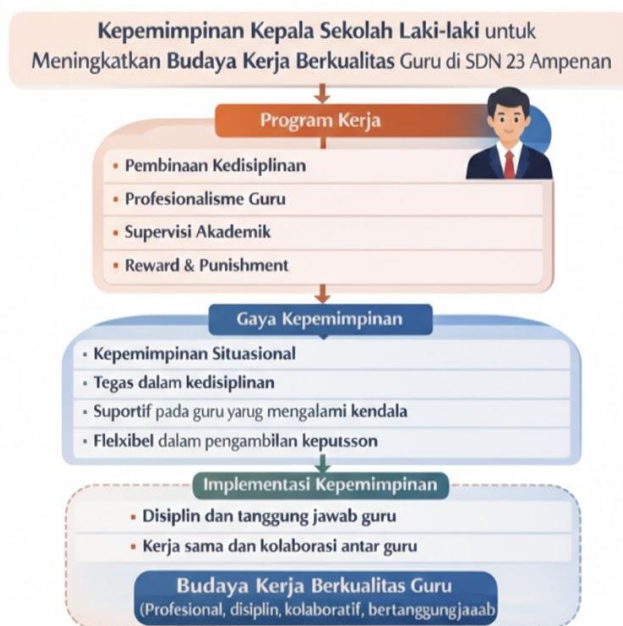 Kepemimpinan Kepala Sekolah Laki-laki untuk
Meningkatkan Budaya Kerja Berkualitas Guru di SDN 23 Ampenan
Program Kerja
▪ Pembinaan Kedisiplinan
▪ Profesionalisme Guru
▪ Supervisi Akademik
▪ Reward & Punishment
Gaya Kepemimpinan
▪ Kepemimpinan Situasional
▪ Tegas dalam kedisiplinan
▪ Suportif pada guru yarug mengalami kendala
▪ Flelxibel dalam pengambilan keputsson
Implementasi Kepemimpinan
▪ Disiplin dan tanggung jawab guru
▪ Kerja sama dan kolaborasi antar guru
Budaya Kerja Berkualitas Guru
(Profesional, disiplin, kolaboratif, bertanggungjaaab